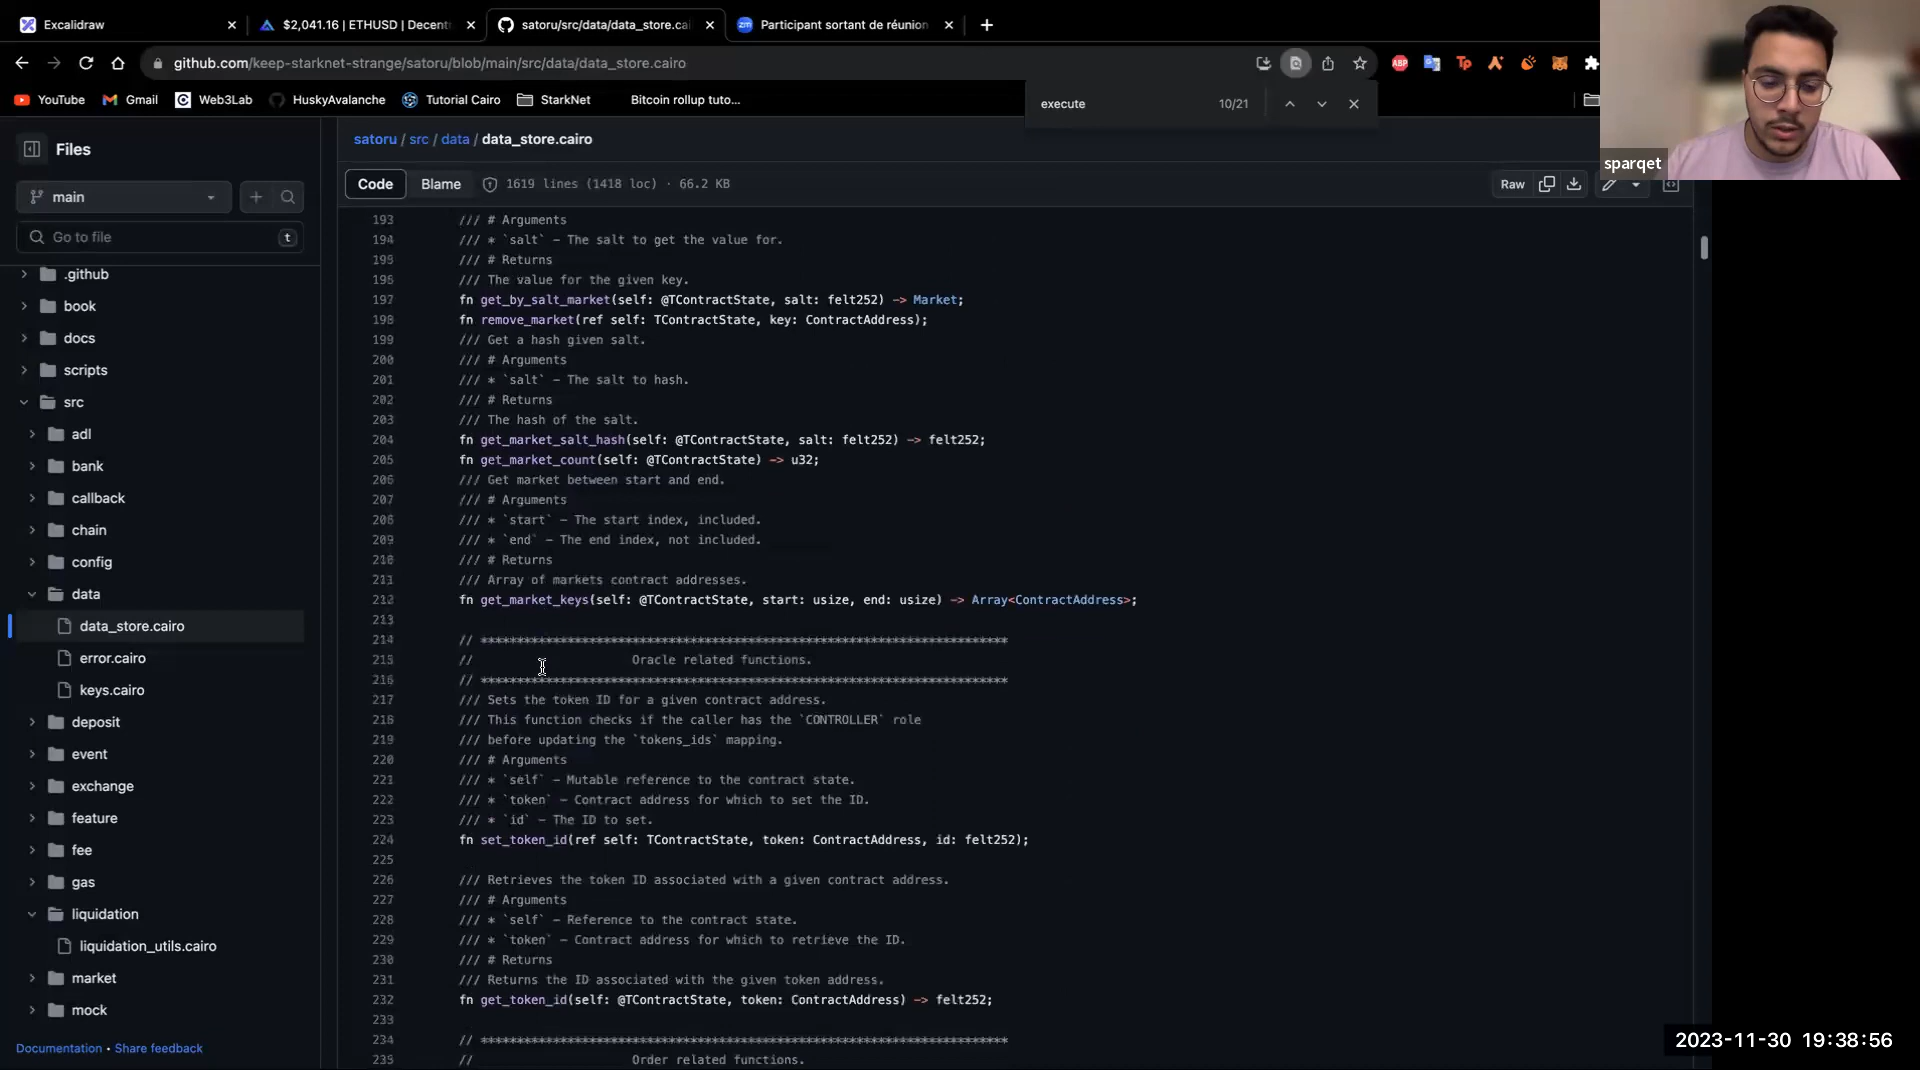 Excalidraw
$2,041.16 | ETHUSD | Decent
satoru/src/data/data_store.cai
Participant sortant de réunion
github.com/keep-starknet-strange/satoru/blob/main/src/data/data_store.cairo
YouTube
Gmail
Web3Lab
HuskyAvalanche
Tutorial Cairo
StarkNet
Bitcoin rollup tuto...
execute
10/21
sparqet
Files
main
Go to file
t
.github
book
docs
scripts
src
adl
bank
callback
chain
config
data
data_store.cairo
error.cairo
keys.cairo
deposit
event
exchange
feature
fee
gas
liquidation
liquidation_utils.cairo
market
mock
Documentation • Share feedback
satoru / src / data / data_store.cairo
Code
Blame
1619 lines (1418 loc) · 66.2 KB
Raw
193 /// # Arguments
194 /// * `salt` - The salt to get the value for.
195 /// # Returns
196 /// The value for the given key.
197 fn get_by_salt_market(self: @TContractState, salt: felt252) -> Market;
198 fn remove_market(ref self: TContractState, key: ContractAddress);
199 /// Get a hash given salt.
200 /// # Arguments
201 /// * `salt` - The salt to hash.
202 /// # Returns
203 /// The hash of the salt.
204 fn get_market_salt_hash(self: @TContractState, salt: felt252) -> felt252;
205 fn get_market_count(self: @TContractState) -> u32;
206 /// Get market between start and end.
207 /// # Arguments
208 /// * `start` - The start index, included.
209 /// * `end` - The end index, not included.
210 /// # Returns
211 /// Array of markets contract addresses.
212 fn get_market_keys(self: @TContractState, start: usize, end: usize) -> Array<ContractAddress>;
213
214 // *************************************************************************
215 // Oracle related functions.
216 // *************************************************************************
217 /// Sets the token ID for a given contract address.
218 /// This function checks if the caller has the `CONTROLLER` role
219 /// before updating the `tokens_ids` mapping.
220 /// # Arguments
221 /// * `self` - Mutable reference to the contract state.
222 /// * `token` - Contract address for which to set the ID.
223 /// * `id` - The ID to set.
224 fn set_token_id(ref self: TContractState, token: ContractAddress, id: felt252);
225
226 /// Retrieves the token ID associated with a given contract address.
227 /// # Arguments
228 /// * `self` - Reference to the contract state.
229 /// * `token` - Contract address for which to retrieve the ID.
230 /// # Returns
231 /// Returns the ID associated with the given token address.
232 fn get_token_id(self: @TContractState, token: ContractAddress) -> felt252;
233
234 // *************************************************************************
235 // Order related functions.
2023-11-30 19:38:56